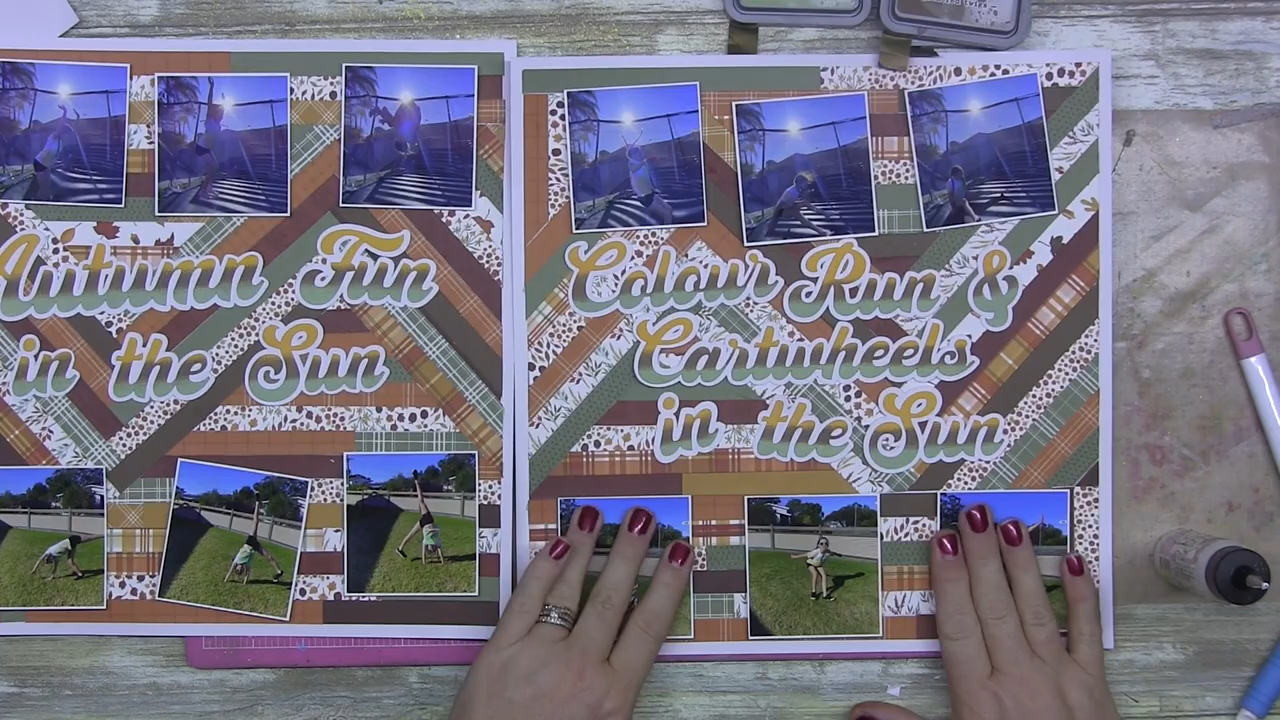 Autumn Fun
in the Sun
Colour Run &
Cartwheels
in the Sun